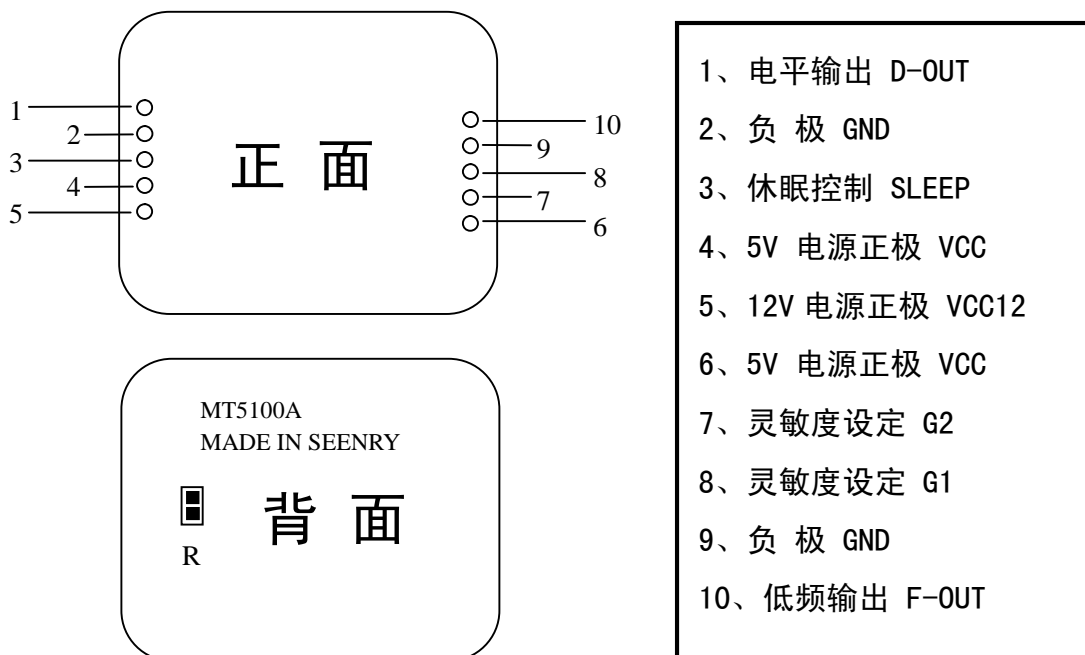 1
2
3
4
5
正 面
10
9
8
7
6
MT5100A
MADE IN SEENRY
背 面
R
1、电平输出 D-OUT
2、负 极 GND
3、休眠控制 SLEEP
4、5V 电源正极 VCC
5、12V 电源正极 VCC12
6、5V 电源正极 VCC
7、灵敏度设定 G2
8、灵敏度设定 G1
9、负 极 GND
10、低频输出 F-OUT